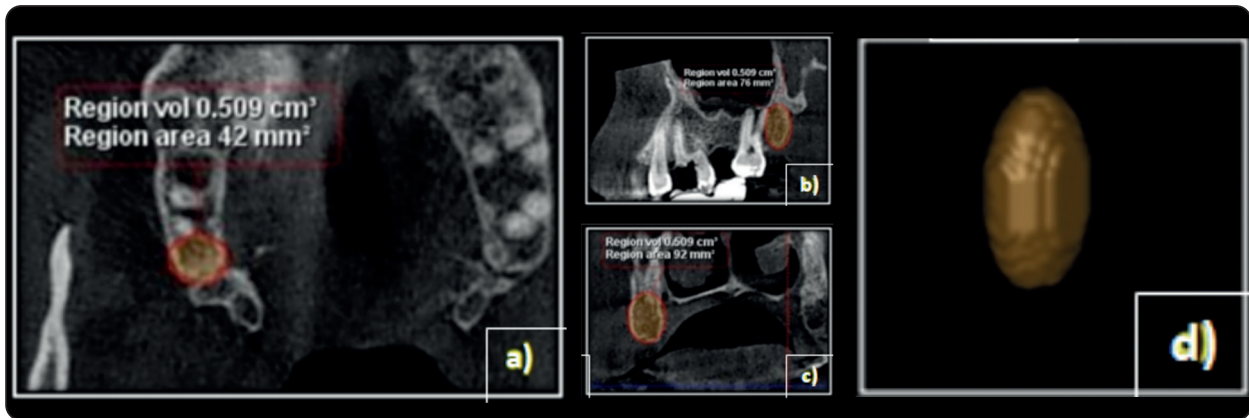 Region vol 0.509 cm³
Region area 42 mm²
a)
Region vol 0.509 cm³
Region area 76 mm²
b)
Region vol 0.509 cm³
Region area 92 mm²
c)
d)